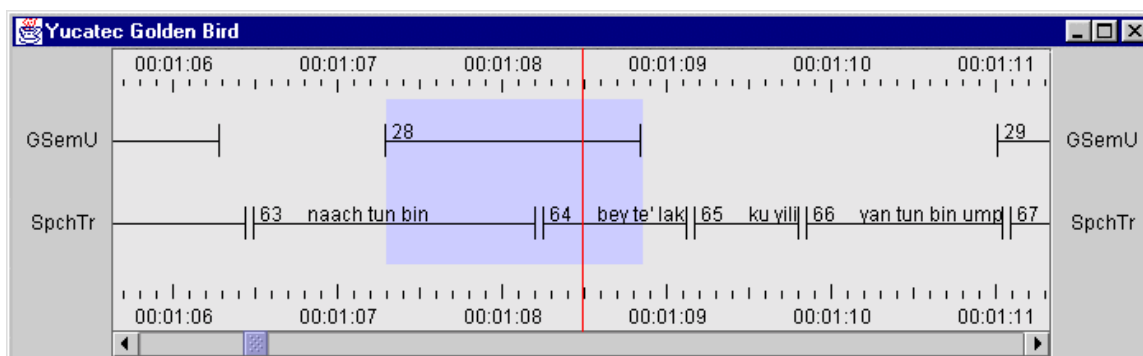 Yucatec Golden Bird
00:01:06 00:01:07 00:01:08 00:01:09 00:01:10 00:01:11
GSemU 28 29 GSemU
SpchTr 63 naach tun bin 64 bey te' lak 65 ku yili 66 yan tun bin ump 67 SpchTr
00:01:06 00:01:07 00:01:08 00:01:09 00:01:10 00:01:11